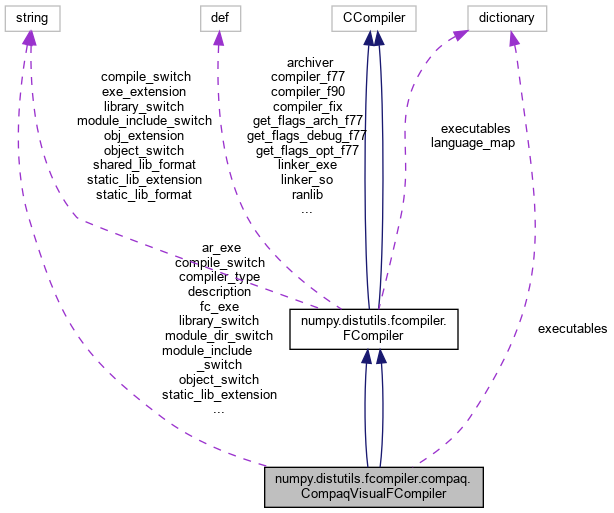 string
def
CCompiler
dictionary
compile_switch
exe_extension
library_switch
module_include_switch
obj_extension
object_switch
shared_lib_format
static_lib_extension
static_lib_format
archiver
compiler_f77
compiler_f90
compiler_fix
get_flags_arch_f77
get_flags_debug_f77
get_flags_opt_f77
linker_exe
linker_so
ranlib
...
executables
language_map
ar_exe
compile_switch
compiler_type
description
fc_exe
library_switch
module_dir_switch
module_include
_switch
object_switch
static_lib_extension
...
numpy.distutils.fcompiler.
FCompiler
executables
numpy.distutils.fcompiler.compaq.
CompaqVisualFCompiler